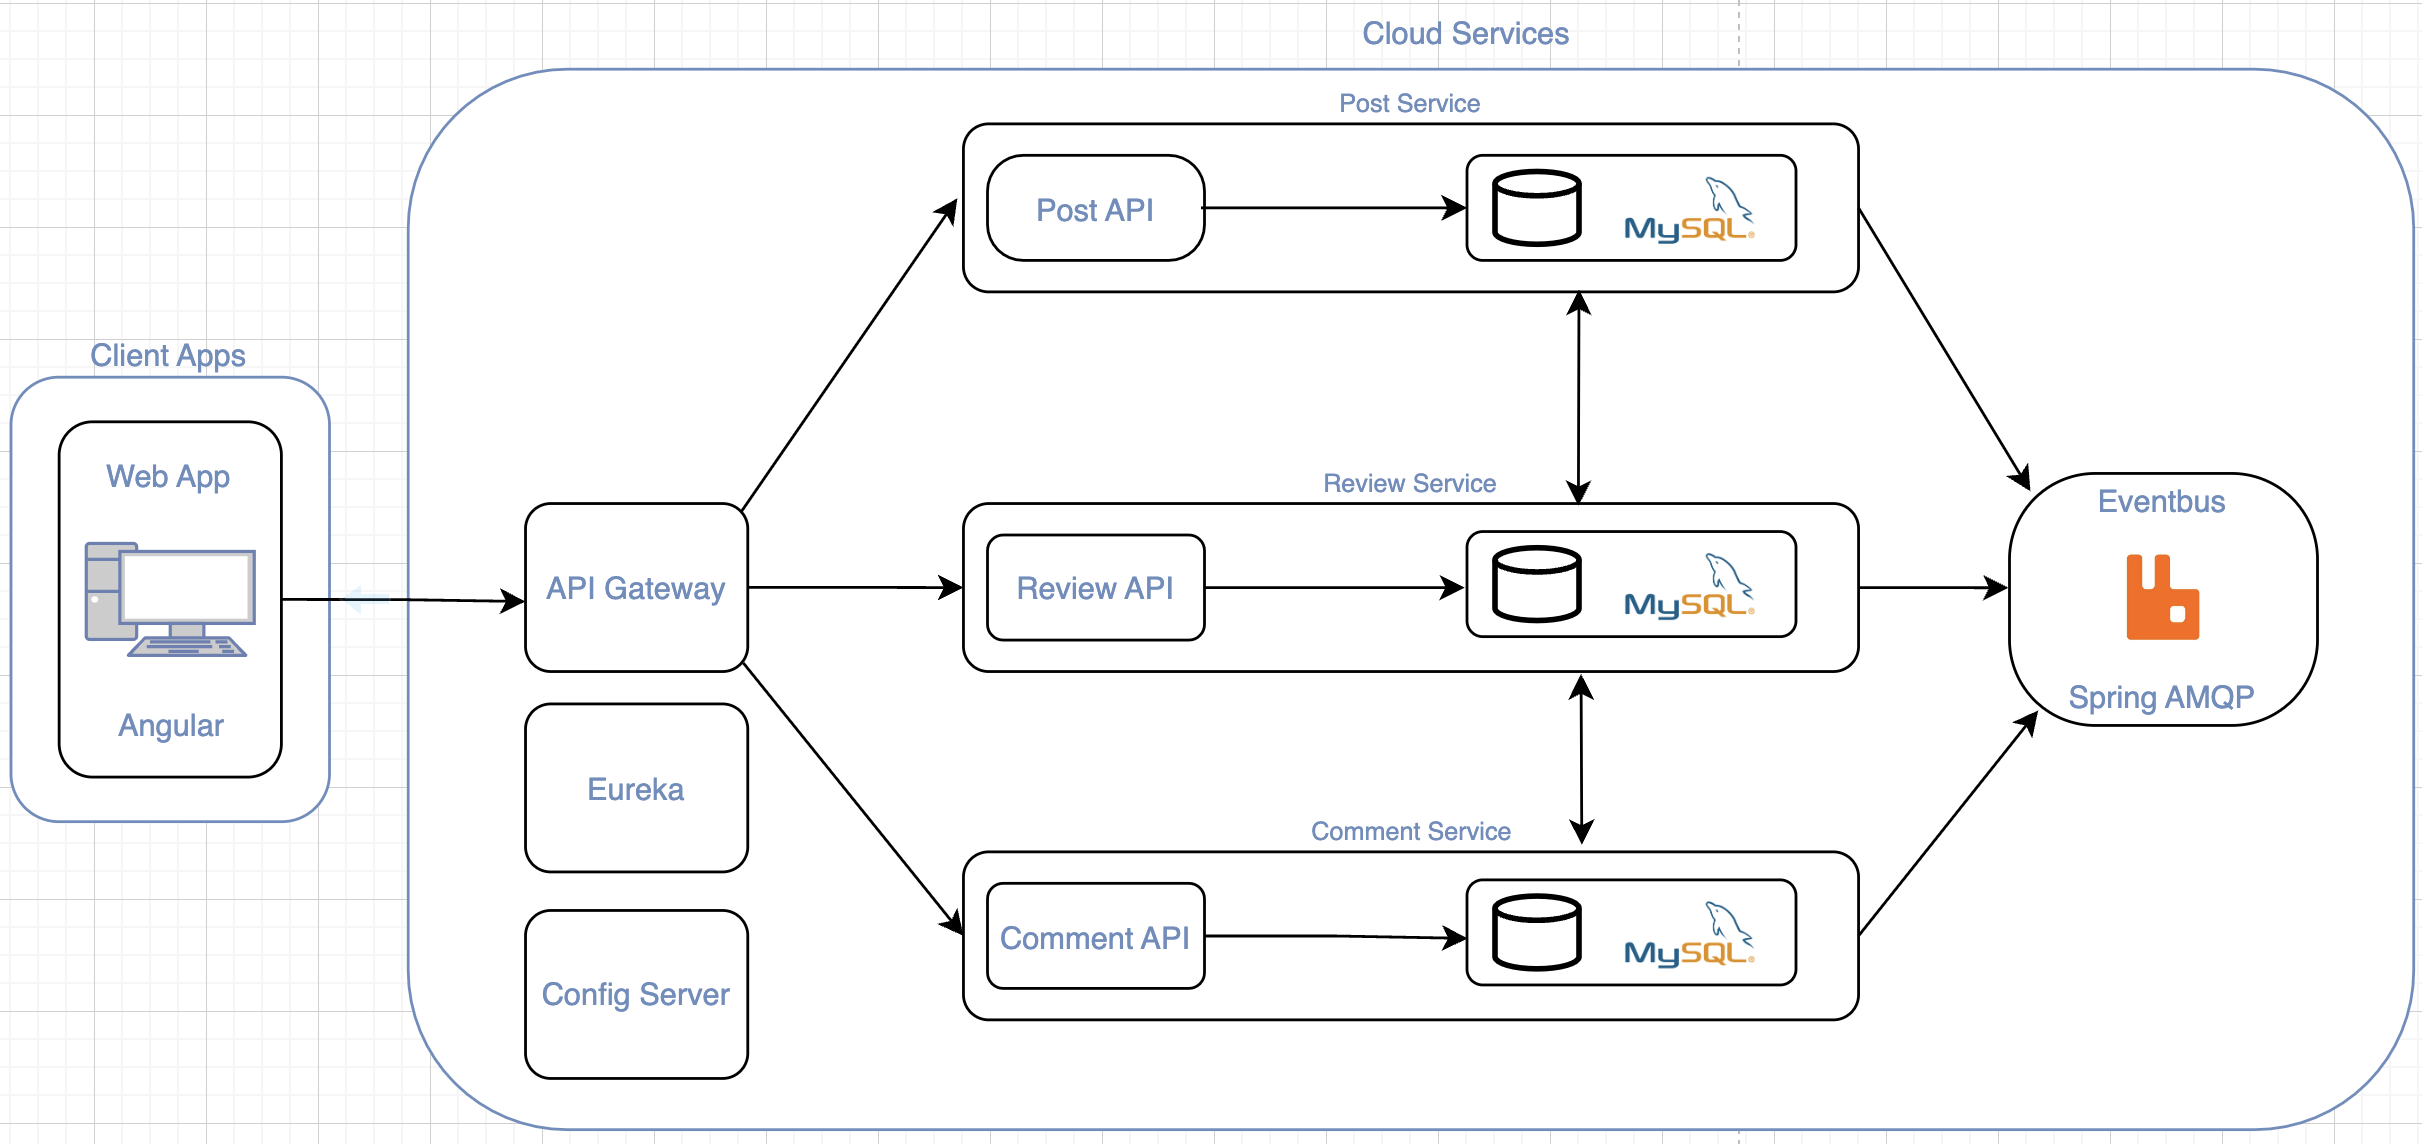 Cloud Services
Post Service
Post API
MySQL
Client Apps
Web App
Angular
API Gateway
Eureka
Config Server
Review Service
Review API
MySQL
Comment Service
Comment API
MySQL
Eventbus
Spring AMQP